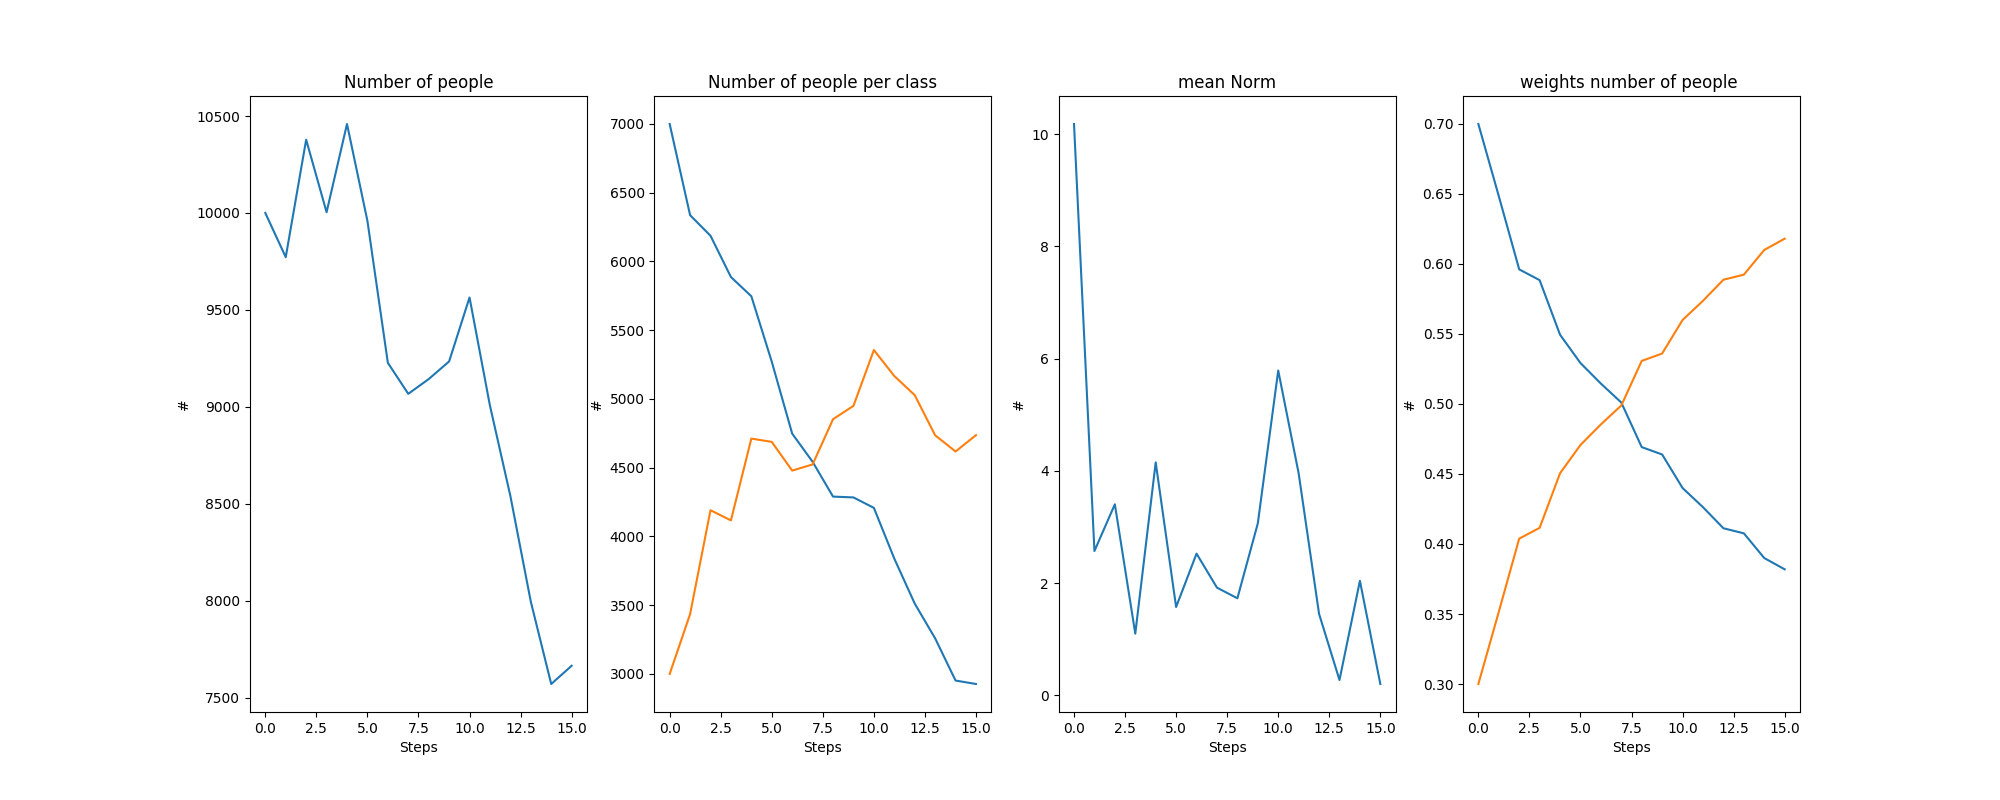 Number of people
10500
10000
9500
9000
8500
8000
7500
#
0.0 2.5 5.0 7.5 10.0 12.5 15.0
Steps
Number of people per class
7000
6500
6000
5500
5000
4500
4000
3500
3000
#
0.0 2.5 5.0 7.5 10.0 12.5 15.0
Steps
mean Norm
10
8
6
4
2
0
#
0.0 2.5 5.0 7.5 10.0 12.5 15.0
Steps
weights number of people
0.70
0.65
0.60
0.55
0.50
0.45
0.40
0.35
0.30
#
0.0 2.5 5.0 7.5 10.0 12.5 15.0
Steps